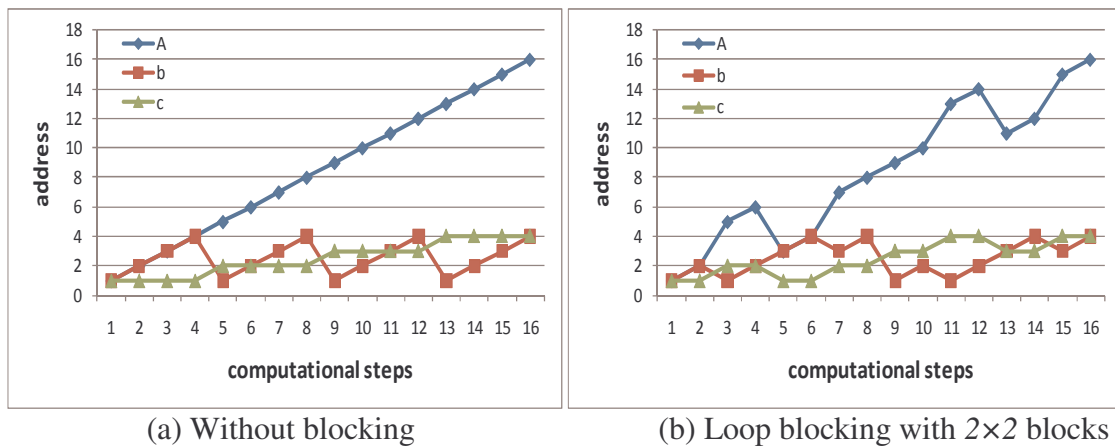 18
16
14
12
10
8
6
4
2
0
address
A
b
c
1 2 3 4 5 6 7 8 9 10 11 12 13 14 15 16
computational steps
(a) Without blocking
18
16
14
12
10
8
6
4
2
0
address
A
b
c
1 2 3 4 5 6 7 8 9 10 11 12 13 14 15 16
computational steps
(b) Loop blocking with 2×2 blocks